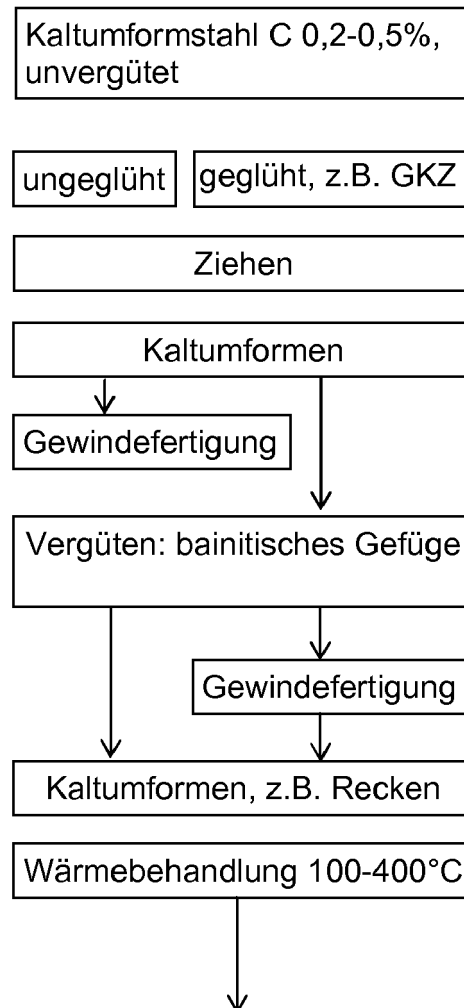 Kaltumformstahl C 0,2-0,5%,
unvergütet
ungeglüht
geglüht, z.B. GKZ
Ziehen
Kaltumformen
Gewindefertigung
Vergüten: bainitisches Gefüge
Gewindefertigung
Kaltumformen, z.B. Recken
Wärmebehandlung 100-400°C